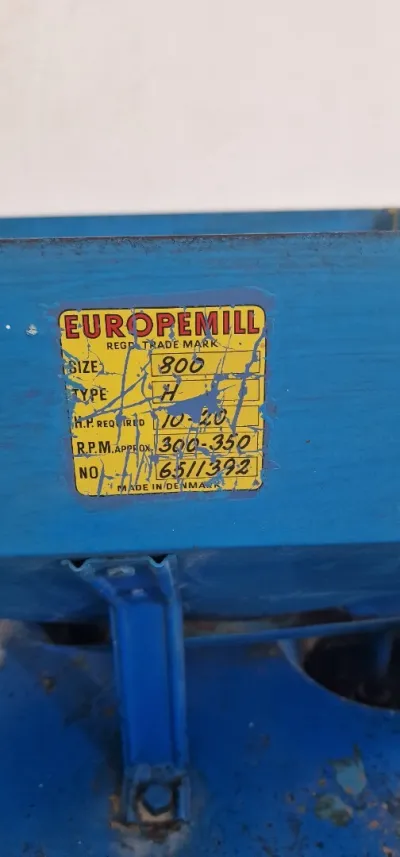 EUROPEMILL
REGD. TRADE MARK
SIZE 800
TYPE H
H.P. REQUIRED 10-20
R.P.M. APPROX. 300-350
NO 6511392
MADE IN DENMARK